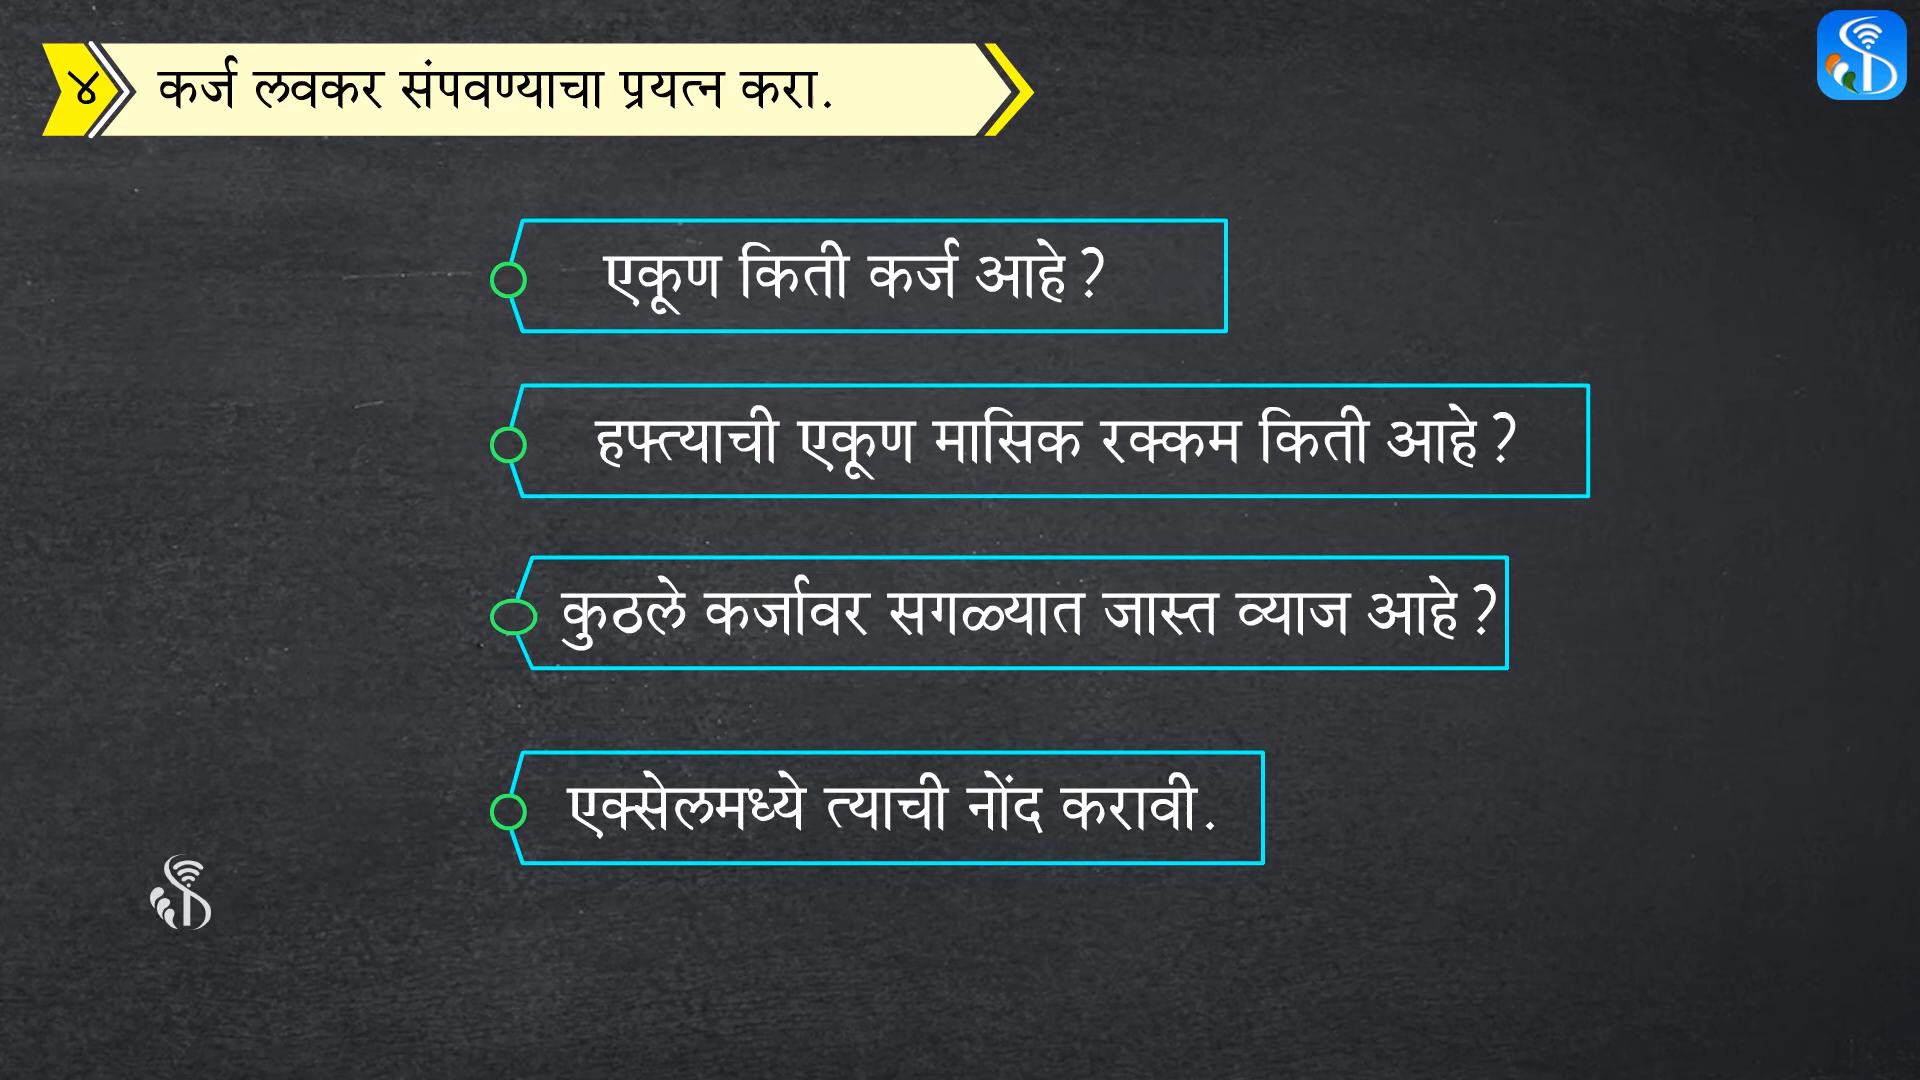 ४ कर्ज लवकर संपवण्याचा प्रयत्न करा.
एकूण किती कर्ज आहे?
हफ्त्याची एकूण मासिक रक्कम किती आहे?
कुठले कर्जावर सगळ्यात जास्त व्याज आहे?
एक्सेलमध्ये त्याची नोंद करावी.